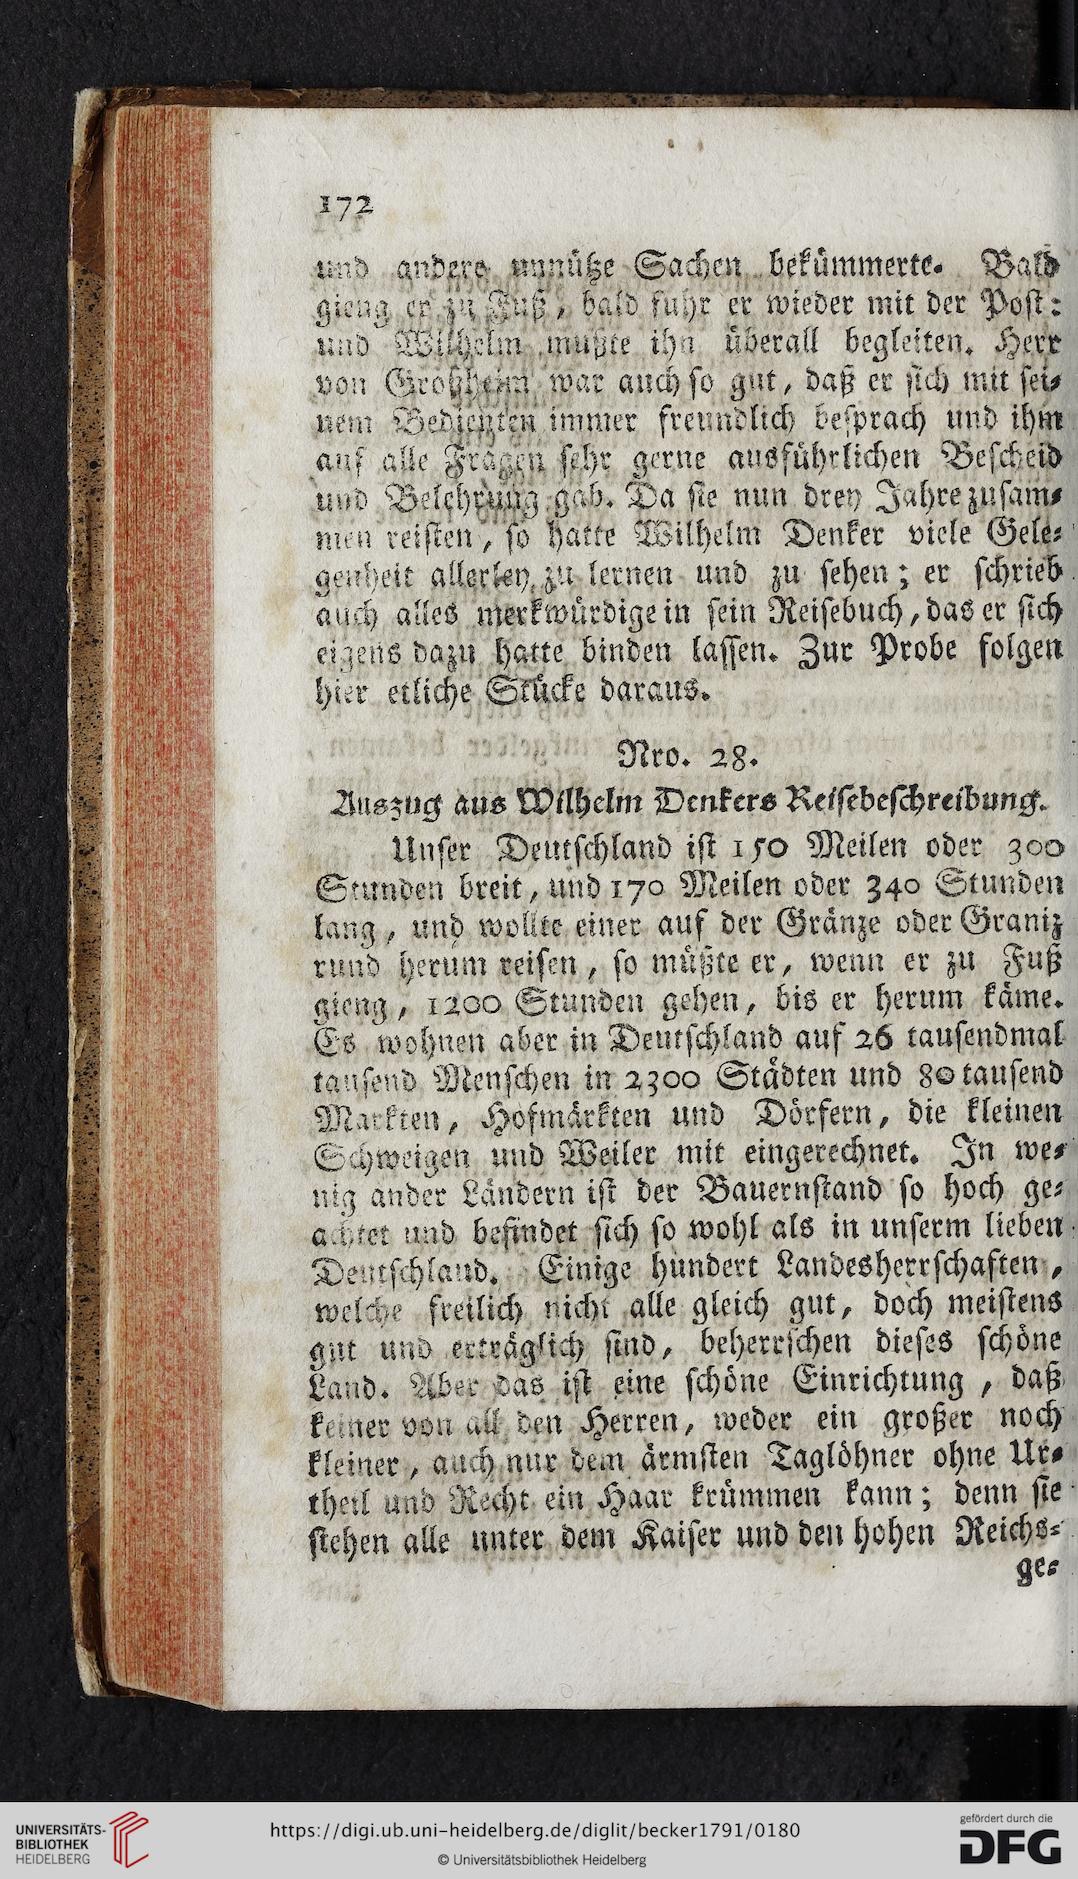 172
und andere unnütze Sachen bekümmerte. Bald
gieng er zu Fuß, bald fuhr er wieder mit der Post:
und Wilhelm mußte ihn überall begleiten. Herr
von Großheim war auch so gut, daß er sich mit sei-
nem Bedienten immer freundlich besprach und ihm
auf alle Fragen sehr gerne ausführlichen Bescheid
und Belehrung gab. Da sie nun drey Jahre zusam-
men reisten, so hatte Wilhelm Denker viele Gele-
genheit allerley zu lernen und zu sehen; er schrieb
auch alles merkwürdige in sein Reisebuch, das er sich
eigens dazu hatte binden lassen. Zur Probe folgen
hier etliche Stücke daraus.
Nro. 28.
Auszug aus Wilhelm Denkers Reisebeschreibung.
Unser Deutschland ist 150 Meilen oder 300
Stunden breit, und 170 Meilen oder 340 Stunden
lang, und wollte einer auf der Gränze oder Graniz
rund herum reisen, so müßte er, wenn er zu Fuß
gieng, 1200 Stunden gehen, bis er herum käme.
Es wohnen aber in Deutschland auf 26 tausendmal
tausend Menschen in 2300 Städten und 80 tausend
Markten, Hofmärkten und Dörfern, die kleinen
Schweigen und Weiler mit eingerechnet. In we-
nig ander Ländern ist der Bauernstand so hoch ge-
achtet und befindet sich so wohl als in unserm lieben
Deutschland. Einige hundert Landesherrschaften,
welche freilich nicht alle gleich gut, doch meistens
gut und erträglich sind, beherrschen dieses schöne
Land. Aber das ist eine schöne Einrichtung, daß
keiner von all den Herren, weder ein großer noch
kleiner, auch nur dem ärmsten Taglöhner ohne Ur-
theil und Recht ein Haar krümmen kann; denn sie
stehen alle unter dem Kaiser und den hohen Reichs-
ge-
UNIVERSITÄTS-
BIBLIOTHEK
HEIDELBERG
https://digi.ub.uni-heidelberg.de/diglit/becker1791/0180
© Universitätsbibliothek Heidelberg
gefördert durch die
DFG